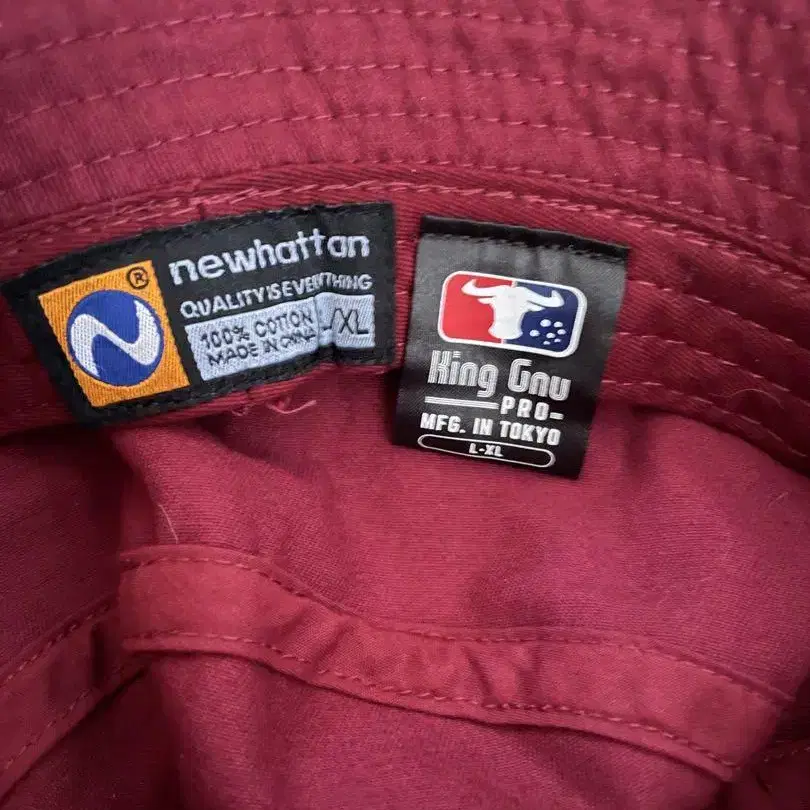 newhattan
®
QUALITY IS EVERYTHING
100% COTTON L/XL
MADE IN CHINA
King Gnu
PRO-
MFG. IN TOKYO
L-XL